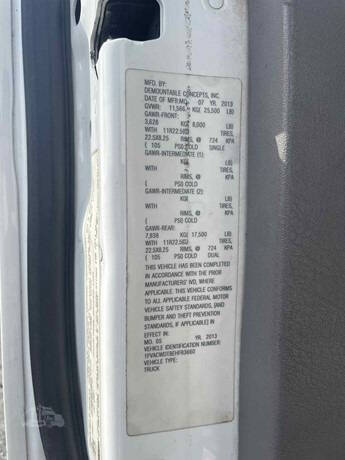 MFD. BY:
DEMOUNTABLE CONCEPTS, INC.
DATE OF MFB:MO. 07 YR. 2013
GVWR: 11,566 KG( 25,500 LB)
GAWR-FRONT:
3,628 KG( 8,000 LB)
WITH 11R22.5(G) TIRES,
22.5X8.25 RIMS, @ 724 KPA
( 105 PSI) COLD SINGLE
GAWR-INTERMEDIATE (1):
KG( LB)
WITH TIRES,
RIMS, @ KPA
( PSI) COLD
GAWR-INTERMEDIATE (2):
KG( LB)
WITH TIRES,
RIMS, @ KPA
( PSI) COLD
GAWR-REAR:
7,938 KG( 17,500 LB)
WITH 11R22.5(G) TIRES,
22.5X8.25 RIMS, @ 724 KPA
( 105 PSI) COLD DUAL
THIS VEHICLE HAS BEEN COMPLETED
IN ACCORDANCE WITH THE PRIOR
MANUFACTURERS' IVD, WHERE
APPLICABLE. THIS VEHICLE CONFORMS
TO ALL APPLICABLE FEDERAL MOTOR
VEHICLE SAFTEY STANDARDS, [AND
BUMPER AND THEFT PREVENTION
STANDARDS, IF APPLICABLE] IN
EFFECT IN:
MO. 05 YR. 2013
VEHICLE IDENTIFICATION NUMBER:
VEHICLE TYPE:
TRUCK